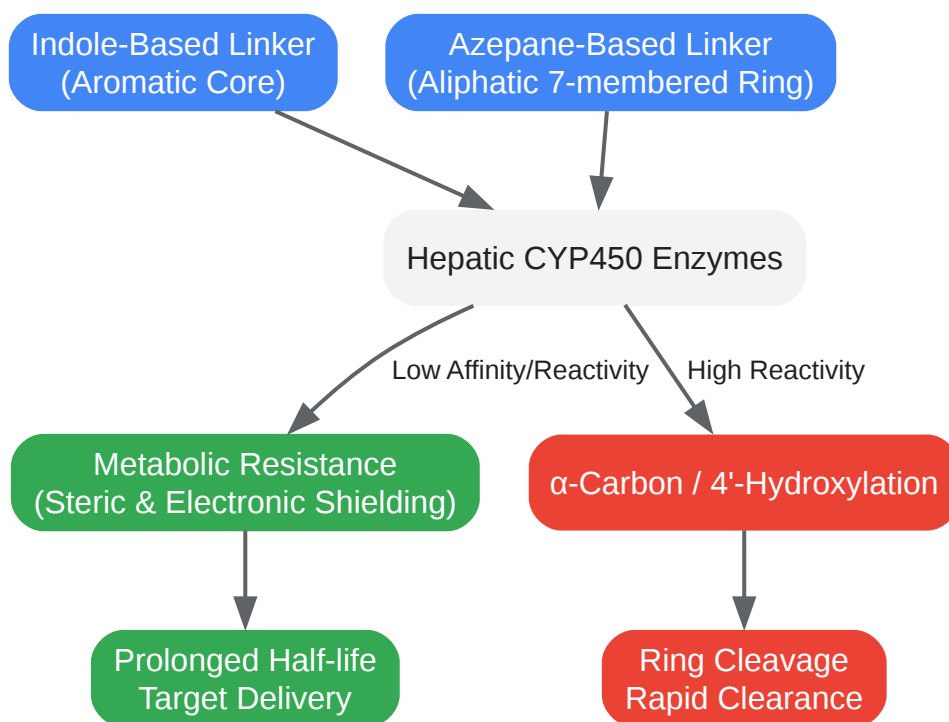 Indole-Based Linker
(Aromatic Core)
Azepane-Based Linker
(Aliphatic 7-membered Ring)
Hepatic CYP450 Enzymes
Low Affinity/Reactivity
High Reactivity
Metabolic Resistance
(Steric & Electronic Shielding)
α-Carbon / 4'-Hydroxylation
Prolonged Half-life
Target Delivery
Ring Cleavage
Rapid Clearance